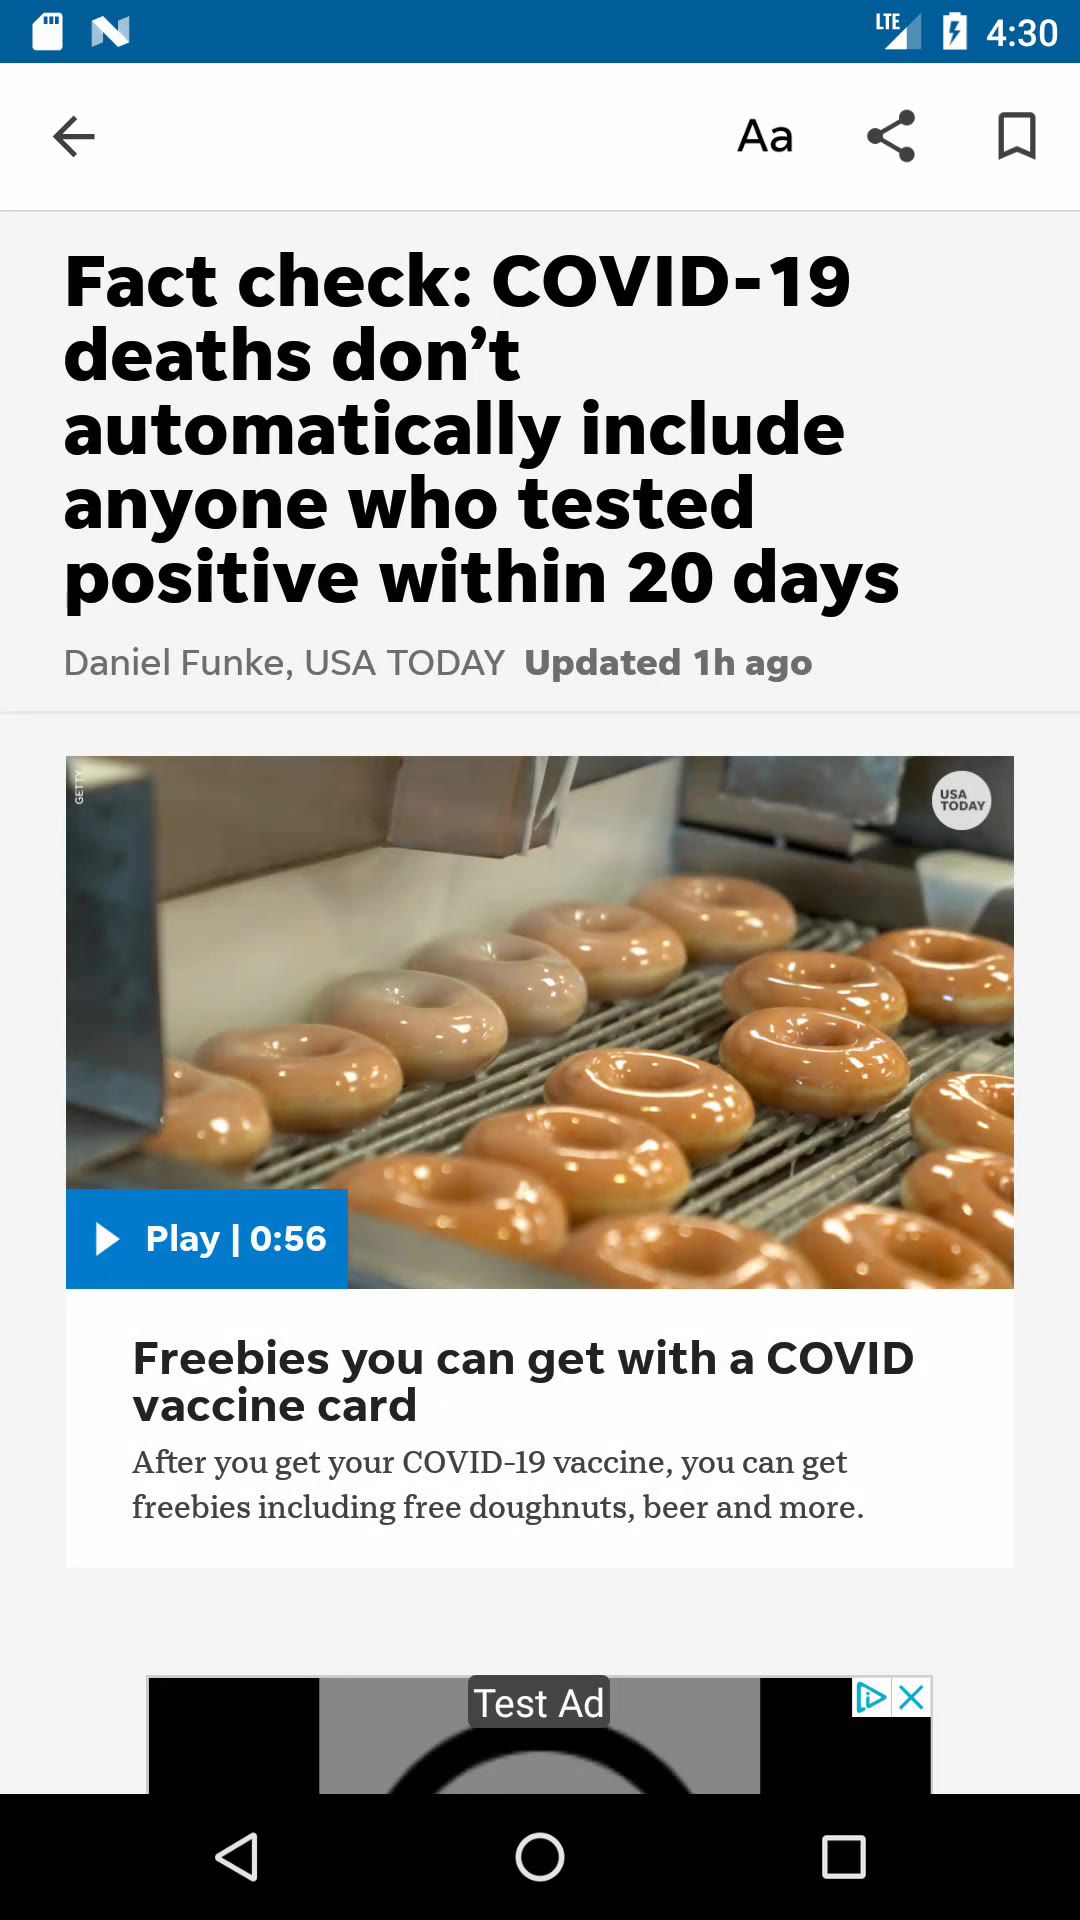 LTE 4:30
Aa
Fact check: COVID-19
deaths don’t
automatically include
anyone who tested
positive within 20 days
Daniel Funke, USA TODAY Updated 1h ago
GETTY
USA
TODAY
Play | 0:56
Freebies you can get with a COVID
vaccine card
After you get your COVID-19 vaccine, you can get
freebies including free doughnuts, beer and more.
Test Ad